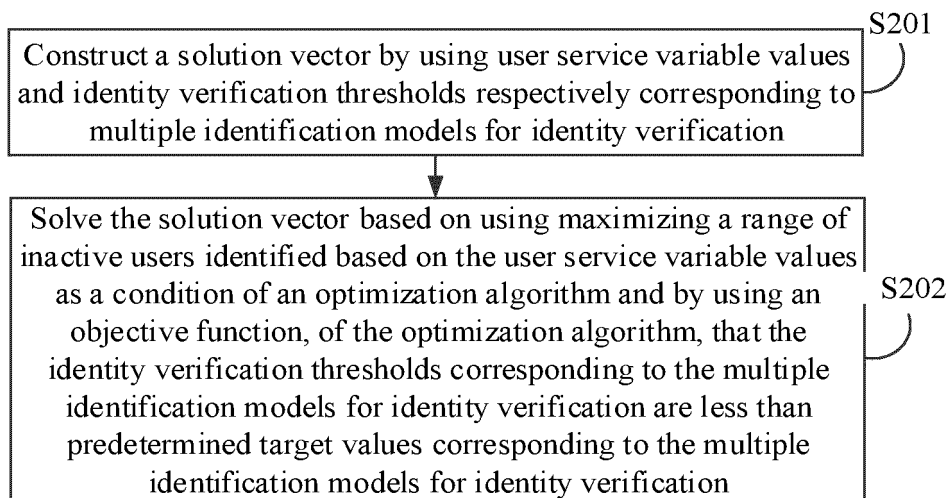 S201
Construct a solution vector by using user service variable values
and identity verification thresholds respectively corresponding to
multiple identification models for identity verification
Solve the solution vector based on using maximizing a range of
inactive users identified based on the user service variable values
as a condition of an optimization algorithm and by using an
objective function, of the optimization algorithm, that the
identity verification thresholds corresponding to the multiple
identification models for identity verification are less than
predetermined target values corresponding to the multiple
identification models for identity verification
S202